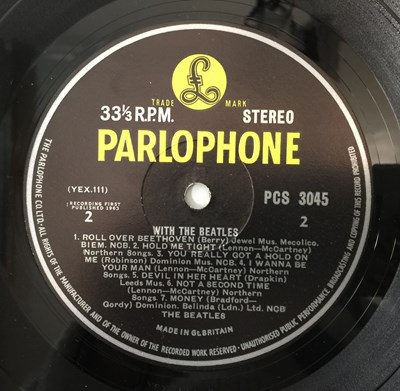 TRADE MARK
£
33⅓ R.P.M. STEREO
PARLOPHONE
(YEX.111) PCS 3045
RECORDING FIRST
PUBLISHED 1963
2 2
WITH THE BEATLES
1. ROLL OVER BEETHOVEN (Berry) Jewel Mus. Mecolico.
BIEM. NOB. 2. HOLD ME TIGHT (Lennon—McCartney)
Northern Songs. 3. YOU REALLY GOT A HOLD ON
ME (Robinson) Dominion Mus. NOB. 4. I WANNA BE
YOUR MAN (Lennon—McCartney) Northern
Songs. 5. DEVIL IN HER HEART (Drapkin)
Leeds Mus. 6. NOT A SECOND TIME
(Lennon—McCartney) Northern
Songs. 7. MONEY (Bradford—
Gordy) Dominion. Belinda (Ldn.) Ltd. NOB
THE BEATLES
MADE IN GT. BRITAIN
THE PARLOPHONE CO. LTD. ALL RIGHTS OF THE MANUFACTURER AND OF THE OWNER OF THE RECORDED WORK RESERVED · UNAUTHORISED PUBLIC PERFORMANCE, BROADCASTING AND COPYING OF THIS RECORD PROHIBITED